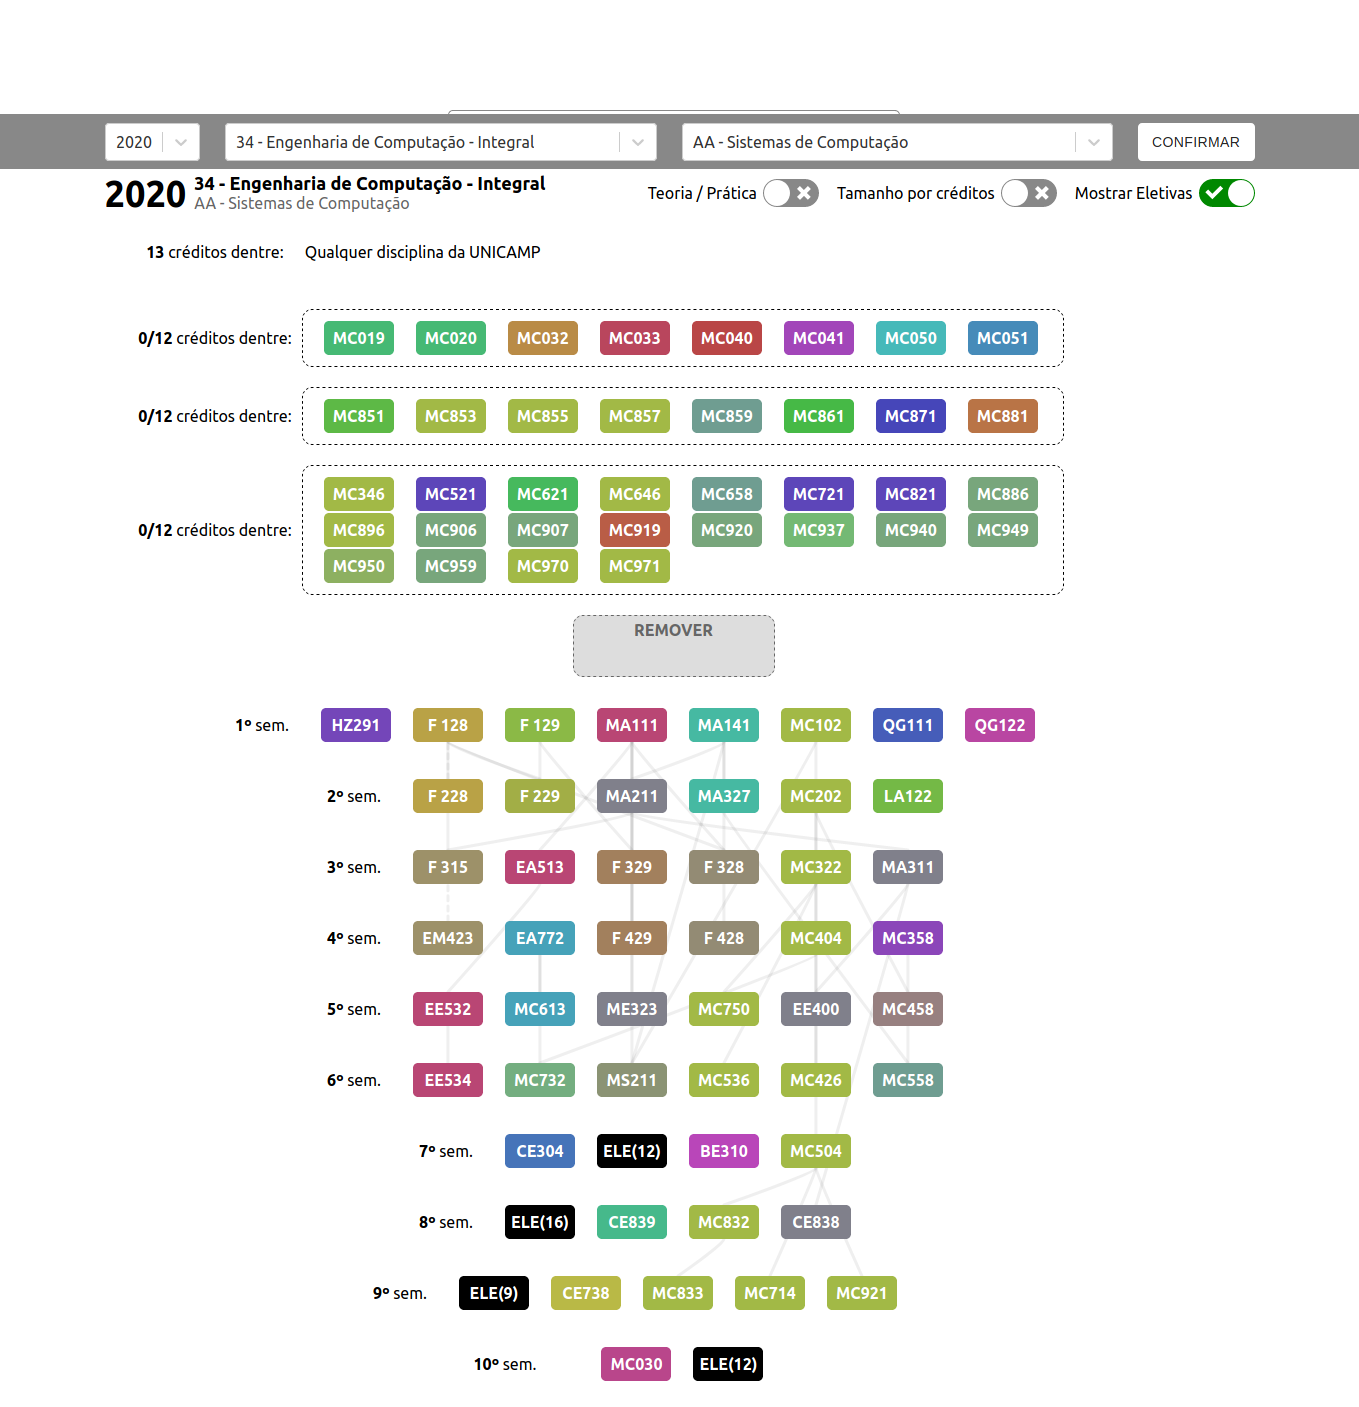 2020 34 - Engenharia de Computação - Integral AA - Sistemas de Computação CONFIRMAR
2020 34 - Engenharia de Computação - Integral
AA - Sistemas de Computação
Teoria / Prática Tamanho por créditos Mostrar Eletivas
13 créditos dentre: Qualquer disciplina da UNICAMP
0/12 créditos dentre: MC019 MC020 MC032 MC033 MC040 MC041 MC050 MC051
0/12 créditos dentre: MC851 MC853 MC855 MC857 MC859 MC861 MC871 MC881
MC346 MC521 MC621 MC646 MC658 MC721 MC821 MC886
0/12 créditos dentre: MC896 MC906 MC907 MC919 MC920 MC937 MC940 MC949
MC950 MC959 MC970 MC971
REMOVER
1º sem. HZ291 F 128 F 129 MA111 MA141 MC102 QG111 QG122
2º sem. F 228 F 229 MA211 MA327 MC202 LA122
3º sem. F 315 EA513 F 329 F 328 MC322 MA311
4º sem. EM423 EA772 F 429 F 428 MC404 MC358
5º sem. EE532 MC613 ME323 MC750 EE400 MC458
6º sem. EE534 MC732 MS211 MC536 MC426 MC558
7º sem. CE304 ELE(12) BE310 MC504
8º sem. ELE(16) CE839 MC832 CE838
9º sem. ELE(9) CE738 MC833 MC714 MC921
10º sem. MC030 ELE(12)